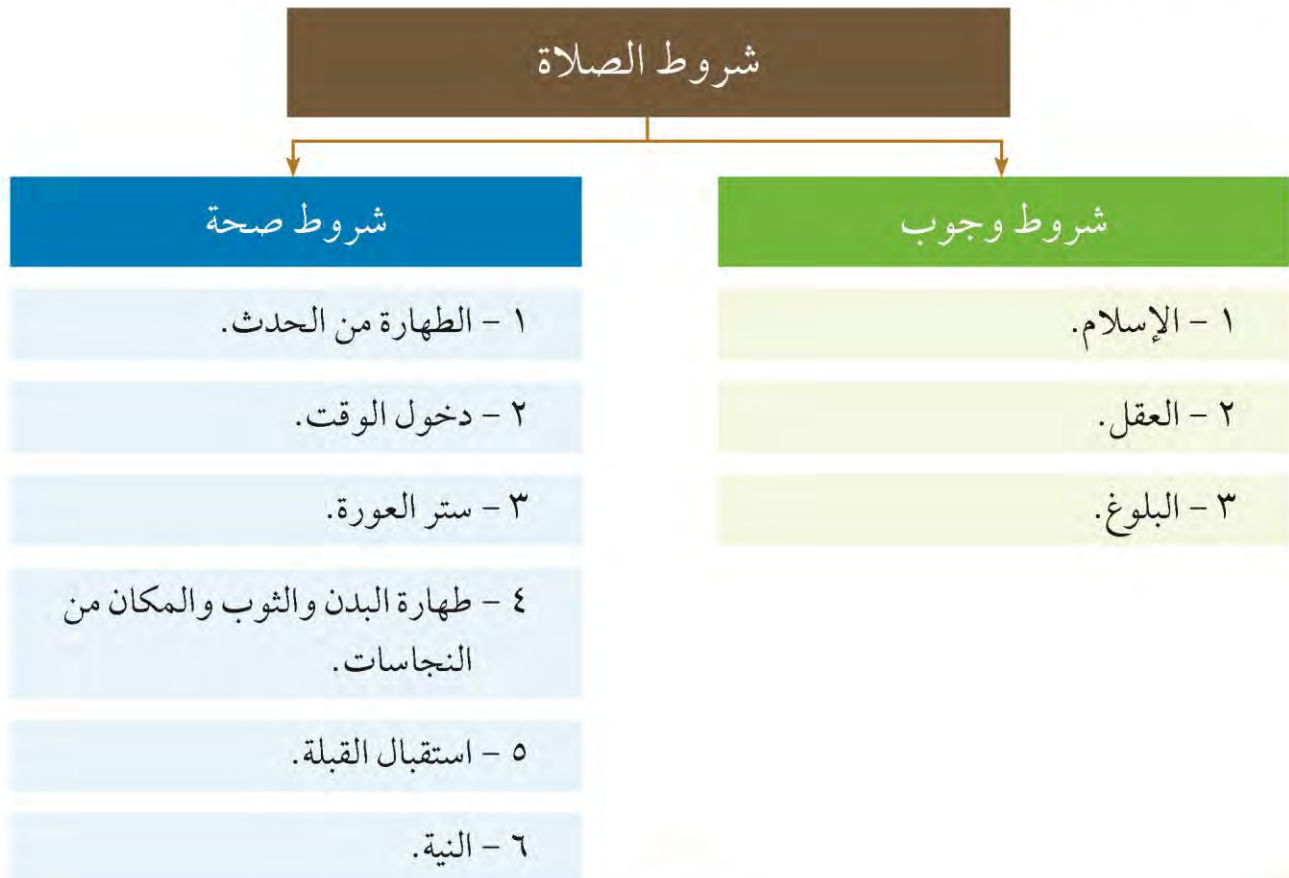 شروط الصلاة
شروط وجوب
١ – الإسلام.
٢ – العقل.
٣ – البلوغ.
شروط صحة
١ – الطهارة من الحدث.
٢ – دخول الوقت.
٣ – ستر العورة.
٤ – طهارة البدن والثوب والمكان من
النجاسات.
٥ – استقبال القبلة.
٦ – النية.